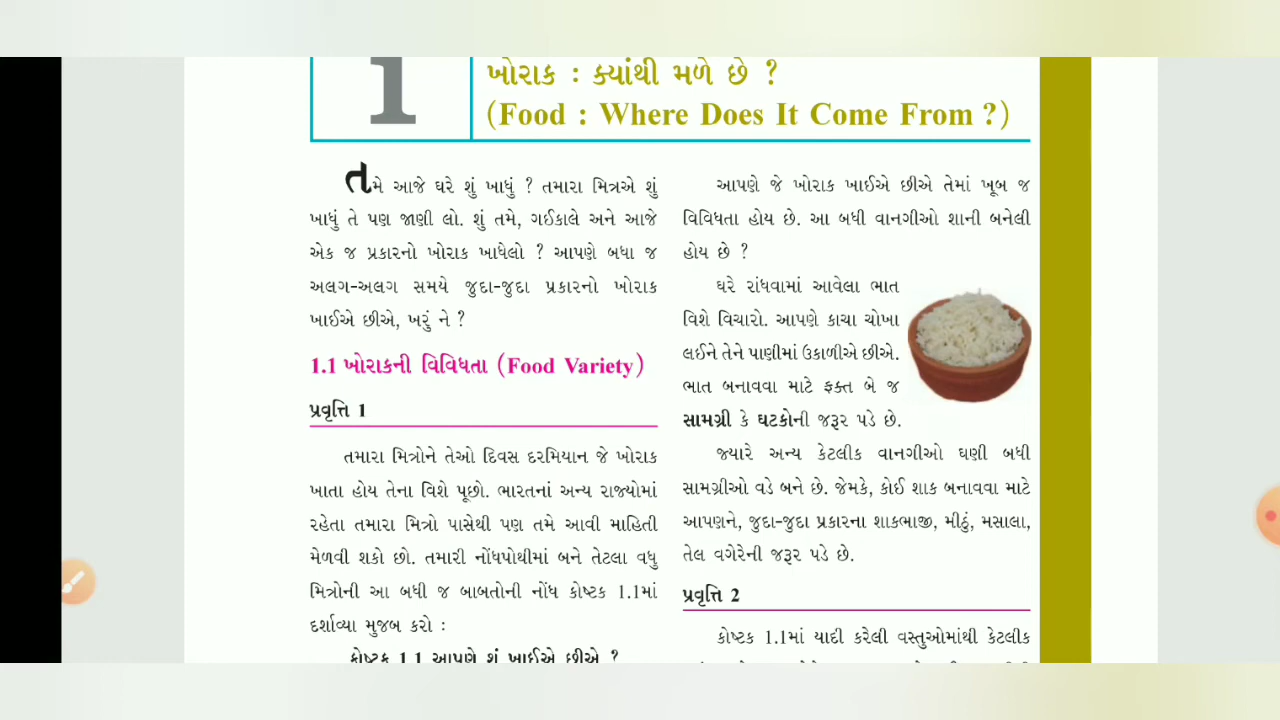 1
ખોરાક : ક્યાંથી મળે છે ?
(Food : Where Does It Come From ?)
તમે આજે ઘરે શું ખાધું ? તમારા મિત્રએ શું
ખાધું તે પણ જાણી લો. શું તમે, ગઈકાલે અને આજે
એક જ પ્રકારનો ખોરાક ખાધેલો ? આપણે બધા જ
અલગ-અલગ સમયે જુદા-જુદા પ્રકારનો ખોરાક
ખાઈએ છીએ, ખરું ને ?
1.1 ખોરાકની વિવિધતા (Food Variety)
પ્રવૃત્તિ 1
તમારા મિત્રોને તેઓ દિવસ દરમિયાન જે ખોરાક
ખાતા હોય તેના વિશે પૂછો. ભારતનાં અન્ય રાજ્યોમાં
રહેતા તમારા મિત્રો પાસેથી પણ તમે આવી માહિતી
મેળવી શકો છો. તમારી નોંધપોથીમાં બને તેટલા વધુ
મિત્રોની આ બધી જ બાબતોની નોંધ કોષ્ટક 1.1માં
દર્શાવ્યા મુજબ કરો :
કોષ્ટક 1.1 આપણે શું ખાઈએ છીએ ?
આપણે જે ખોરાક ખાઈએ છીએ તેમાં ખૂબ જ
વિવિધતા હોય છે. આ બધી વાનગીઓ શાની બનેલી
હોય છે ?
ઘરે રાંધવામાં આવેલા ભાત
વિશે વિચારો. આપણે કાચા ચોખા
લઈને તેને પાણીમાં ઉકાળીએ છીએ.
ભાત બનાવવા માટે ફક્ત બે જ
સામગ્રી કે ઘટકોની જરૂર પડે છે.
જ્યારે અન્ય કેટલીક વાનગીઓ ઘણી બધી
સામગ્રીઓ વડે બને છે. જેમકે, કોઈ શાક બનાવવા માટે
આપણને, જુદા-જુદા પ્રકારના શાકભાજી, મીઠું, મસાલા,
તેલ વગેરેની જરૂર પડે છે.
પ્રવૃત્તિ 2
કોષ્ટક 1.1માં યાદી કરેલી વસ્તુઓમાંથી કેટલીક